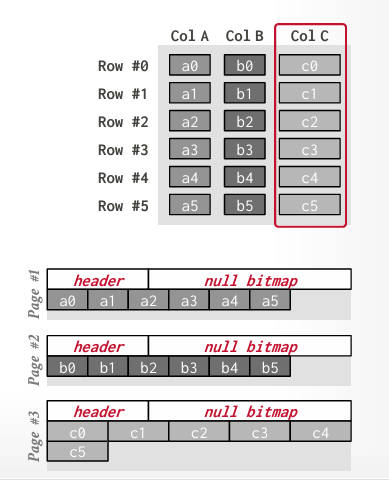 Col A Col B Col C
Row #0 a0 b0 c0
Row #1 a1 b1 c1
Row #2 a2 b2 c2
Row #3 a3 b3 c3
Row #4 a4 b4 c4
Row #5 a5 b5 c5
Page #1
header null bitmap
a0 a1 a2 a3 a4 a5
Page #2
header null bitmap
b0 b1 b2 b3 b4 b5
Page #3
header null bitmap
c0 c1 c2 c3 c4
c5